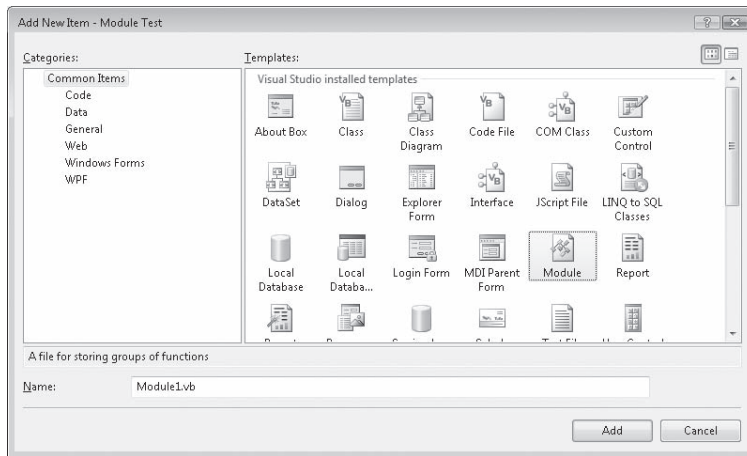 Add New Item - Module Test
Categories:
Templates:
Common Items
Code
Data
General
Web
Windows Forms
WPF
Visual Studio installed templates
About Box
Class
Class Diagram
Code File
COM Class
Custom Control
DataSet
Dialog
Explorer Form
Interface
JScript File
LINQ to SQL Classes
Local Database
Local Databa...
Login Form
MDI Parent Form
Module
Report
A file for storing groups of functions
Name:
Module1.vb
Add
Cancel